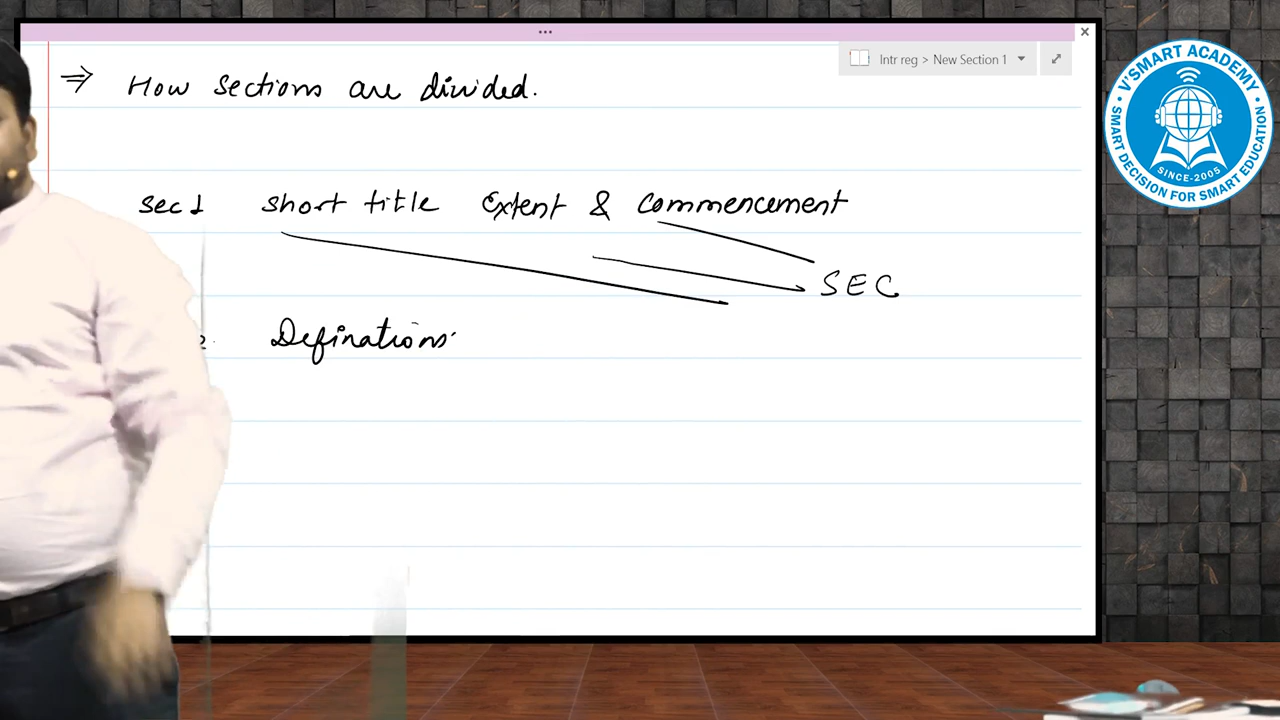 Intr reg > New Section 1
⇒ How sections are divided.
sec 1 short title Extent & Commencement
SEC
2. Definations
V'SMART ACADEMY
SMART DECISION FOR SMART EDUCATION
SINCE-2005